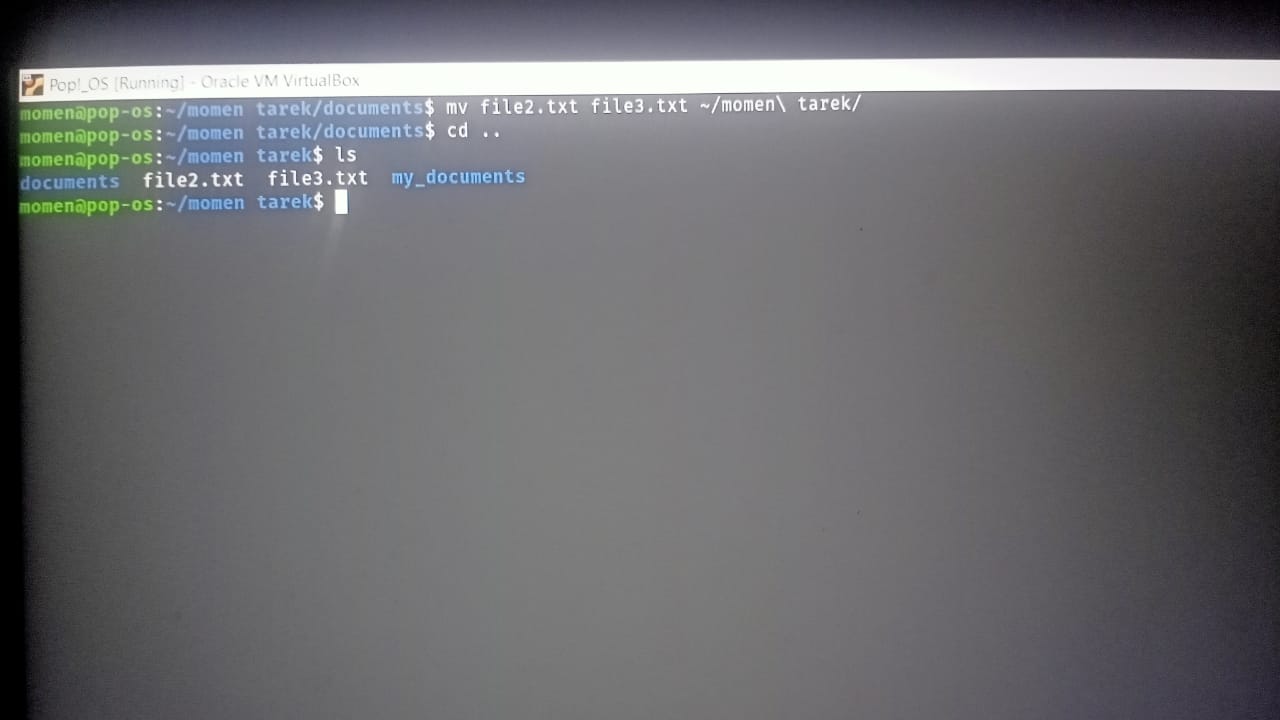 Pop!_OS [Running] - Oracle VM VirtualBox
momen@pop-os:~/momen tarek/documents$ mv file2.txt file3.txt ~/momen\ tarek/
momen@pop-os:~/momen tarek/documents$ cd ..
momen@pop-os:~/momen tarek$ ls
documents  file2.txt  file3.txt  my_documents
momen@pop-os:~/momen tarek$